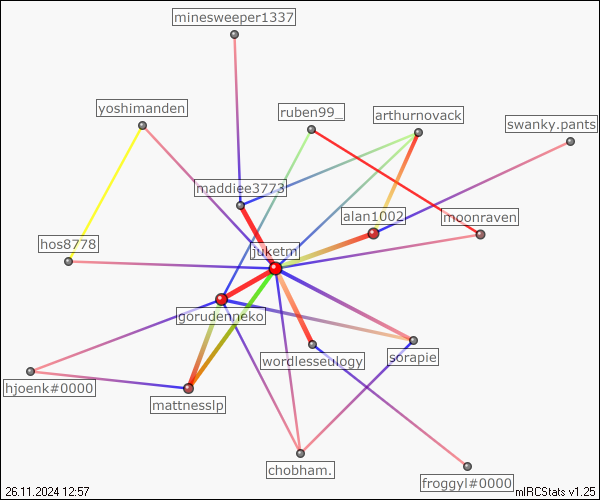 minesweeper1337
yoshimanden
ruben99_
arthurnovack
swanky.pants
maddiee3773
alan1002
moonraven
hos8778
juketm
gorudenneko
wordlesseulogy
sorapie
hjoenk#0000
mattnesslp
chobham.
froggyl#0000
26.11.2024 12:57
mIRCStats v1.25